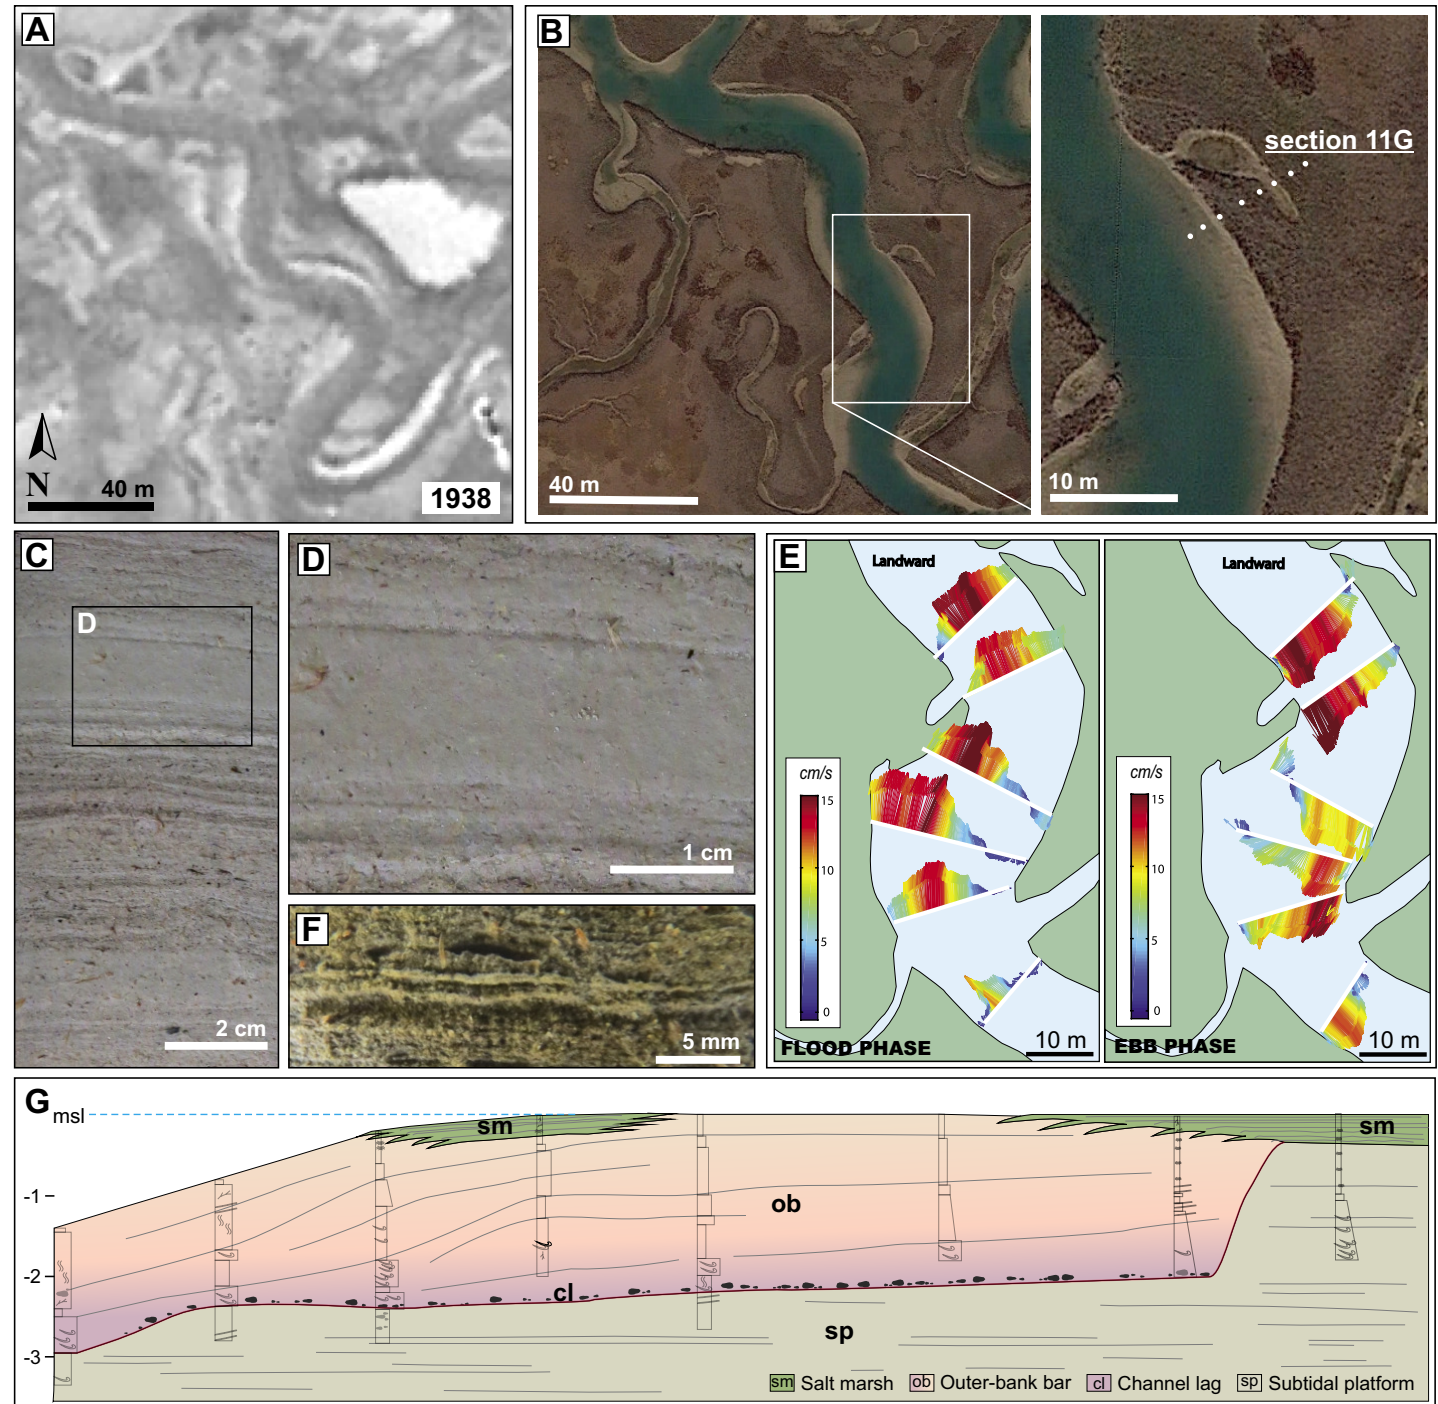 A
N
40 m
1938
B
40 m
section 11G
10 m
C
D
2 cm
D
1 cm
F
5 mm
E
Landward
cm/s
15
10
5
0
FLOOD PHASE
10 m
Landward
cm/s
15
10
5
0
EBB PHASE
10 m
G
msl
-1
-2
-3
sm
sm
ob
cl
sp
sm Salt marsh
ob Outer-bank bar
cl Channel lag
sp Subtidal platform